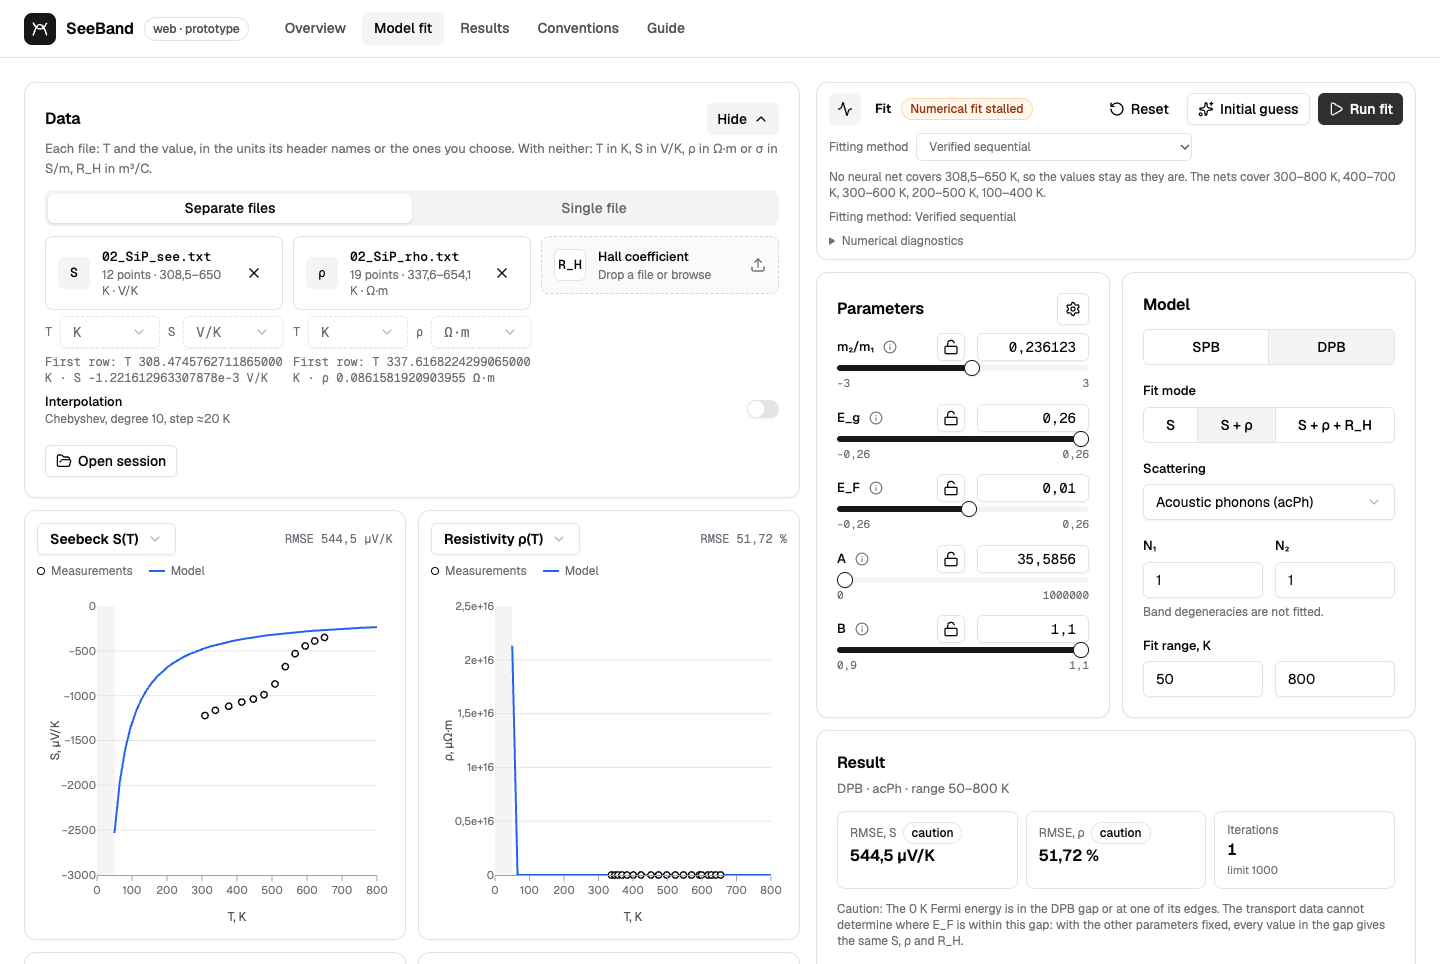 SeeBand
web · prototype
Overview
Model fit
Results
Conventions
Guide
Data
Hide
Each file: T and the value, in the units its header names or the ones you choose. With neither: T in K, S in V/K, ρ in Ω·m or σ in
S/m, R_H in m³/C.
Separate files
Single file
S
02_SiP_see.txt
12 points · 308,5–650
K · V/K
ρ
02_SiP_rho.txt
19 points · 337,6–654,1
K · Ω·m
R_H
Hall coefficient
Drop a file or browse
T K S V/K
T K ρ Ω·m
First row: T 308.4745762711865000
K · S -1.221612963307878e-3 V/K
First row: T 337.6168224299065000
K · ρ 0.0861581920903955 Ω·m
Interpolation
Chebyshev, degree 10, step ≈20 K
Open session
Seebeck S(T)
RMSE 544,5 μV/K
Measurements
Model
0
−500
−1000
−1500
−2000
−2500
−3000
S, μV/K
0 100 200 300 400 500 600 700 800
T, K
Resistivity ρ(T)
RMSE 51,72 %
Measurements
Model
2,5e+16
2e+16
1,5e+16
1e+16
0,5e+16
0
ρ, μΩ·m
0 100 200 300 400 500 600 700 800
T, K
Fit
Numerical fit stalled
Reset
Initial guess
Run fit
Fitting method
Verified sequential
No neural net covers 308,5–650 K, so the values stay as they are. The nets cover 300–800 K, 400–700
K, 300–600 K, 200–500 K, 100–400 K.
Fitting method: Verified sequential
Numerical diagnostics
Parameters
m₂/m₁
0,236123
-3
3
E_g
0,26
-0,26
0,26
E_F
0,01
-0,26
0,26
A
35,5856
0
1000000
B
1,1
0,9
1,1
Model
SPB
DPB
Fit mode
S
S + ρ
S + ρ + R_H
Scattering
Acoustic phonons (acPh)
N₁
N₂
1
1
Band degeneracies are not fitted.
Fit range, K
50
800
Result
DPB · acPh · range 50–800 K
RMSE, S caution
544,5 μV/K
RMSE, ρ caution
51,72 %
Iterations
1
limit 1000
Caution: The 0 K Fermi energy is in the DPB gap or at one of its edges. The transport data cannot
determine where E_F is within this gap: with the other parameters fixed, every value in the gap gives
the same S, ρ and R_H.